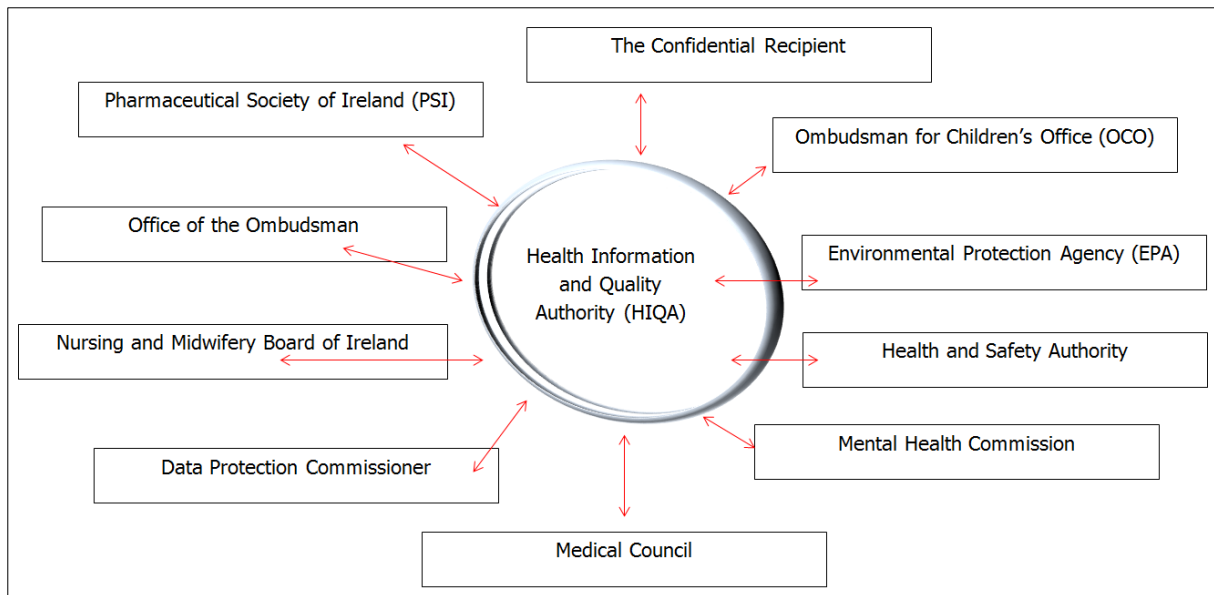 The Confidential Recipient
Pharmaceutical Society of Ireland (PSI)
Ombudsman for Children's Office (OCO)
Office of the Ombudsman
Health Information
and Quality
Authority (HIQA)
Environmental Protection Agency (EPA)
Nursing and Midwifery Board of Ireland
Health and Safety Authority
Mental Health Commission
Data Protection Commissioner
Medical Council